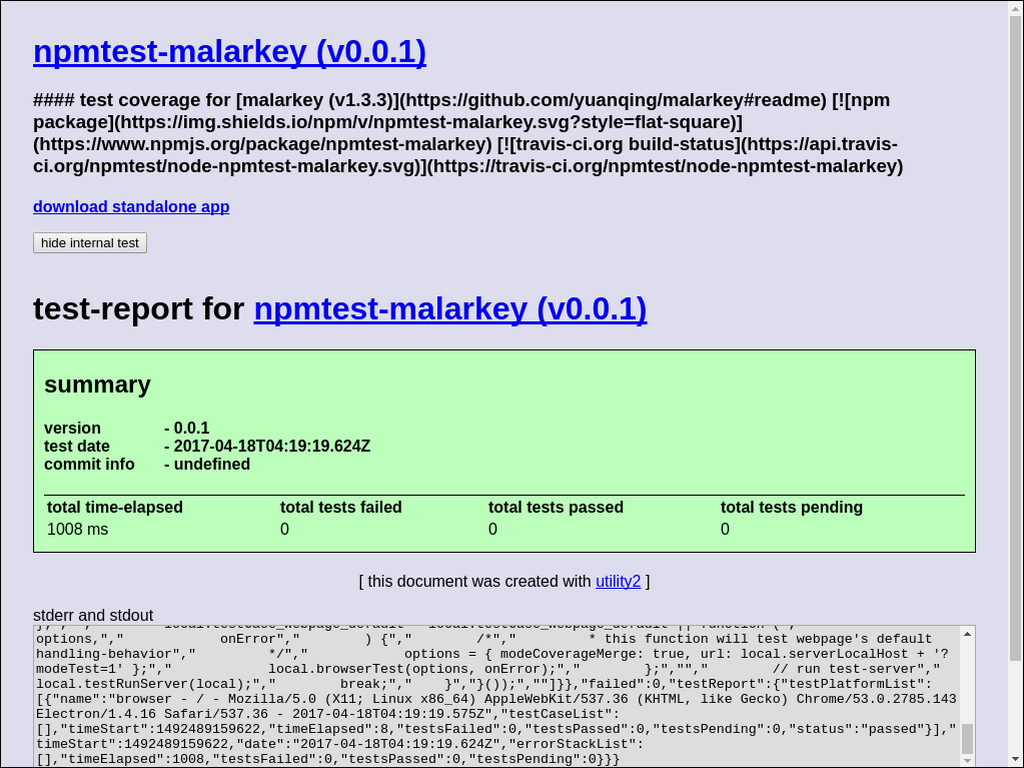 npmtest-malarkey (v0.0.1)
#### test coverage for [malarkey (v1.3.3)](https://github.com/yuanqing/malarkey#readme) [![npm
package](https://img.shields.io/npm/v/npmtest-malarkey.svg?style=flat-square)]
(https://www.npmjs.org/package/npmtest-malarkey) [![travis-ci.org build-status](https://api.travis-
ci.org/npmtest/node-npmtest-malarkey.svg)](https://travis-ci.org/npmtest/node-npmtest-malarkey)
download standalone app
hide internal test
test-report for npmtest-malarkey (v0.0.1)
summary
version - 0.0.1
test date - 2017-04-18T04:19:19.624Z
commit info - undefined
total time-elapsed total tests failed total tests passed total tests pending
1008 ms 0 0 0
[ this document was created with utility2 ]
stderr and stdout
options,","            onError","        ) {","        /*","         * this function will test webpage's default
handling-behavior","         */","            options = { modeCoverageMerge: true, url: local.serverLocalHost + '?
modeTest=1' };","            local.browserTest(options, onError);","        };","","        // run test-server","
local.testRunServer(local);","        break;","    }","}());",""]}},"failed":0,"testReport":{"testPlatformList":
[{"name":"browser - / - Mozilla/5.0 (X11; Linux x86_64) AppleWebKit/537.36 (KHTML, like Gecko) Chrome/53.0.2785.143
Electron/1.4.16 Safari/537.36 - 2017-04-18T04:19:19.575Z","testCaseList":
[],"timeStart":1492489159622,"timeElapsed":8,"testsFailed":0,"testsPassed":0,"testsPending":0,"status":"passed"}],"
timeStart":1492489159622,"date":"2017-04-18T04:19:19.624Z","errorStackList":
[],"timeElapsed":1008,"testsFailed":0,"testsPassed":0,"testsPending":0}}}